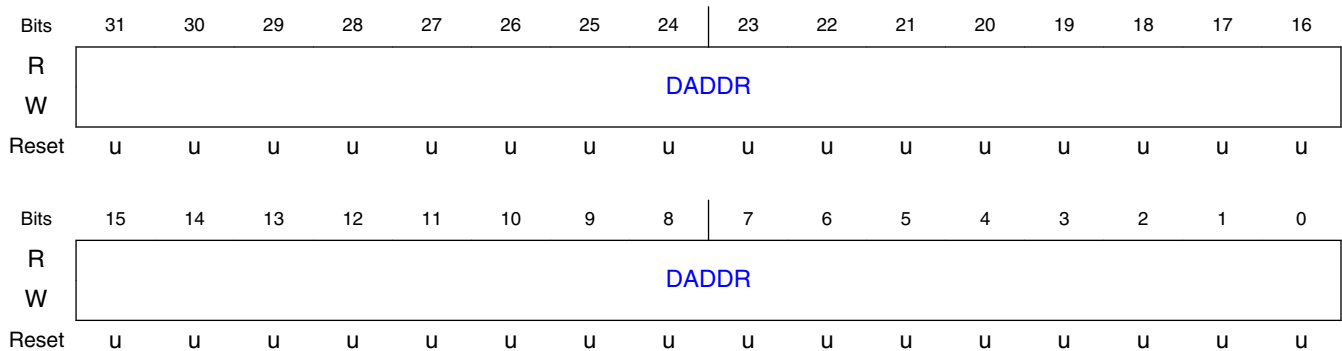 Bits 31 30 29 28 27 26 25 24 23 22 21 20 19 18 17 16
R
DADDR
W
Reset u u u u u u u u u u u u u u u u
Bits 15 14 13 12 11 10 9 8 7 6 5 4 3 2 1 0
R
DADDR
W
Reset u u u u u u u u u u u u u u u u